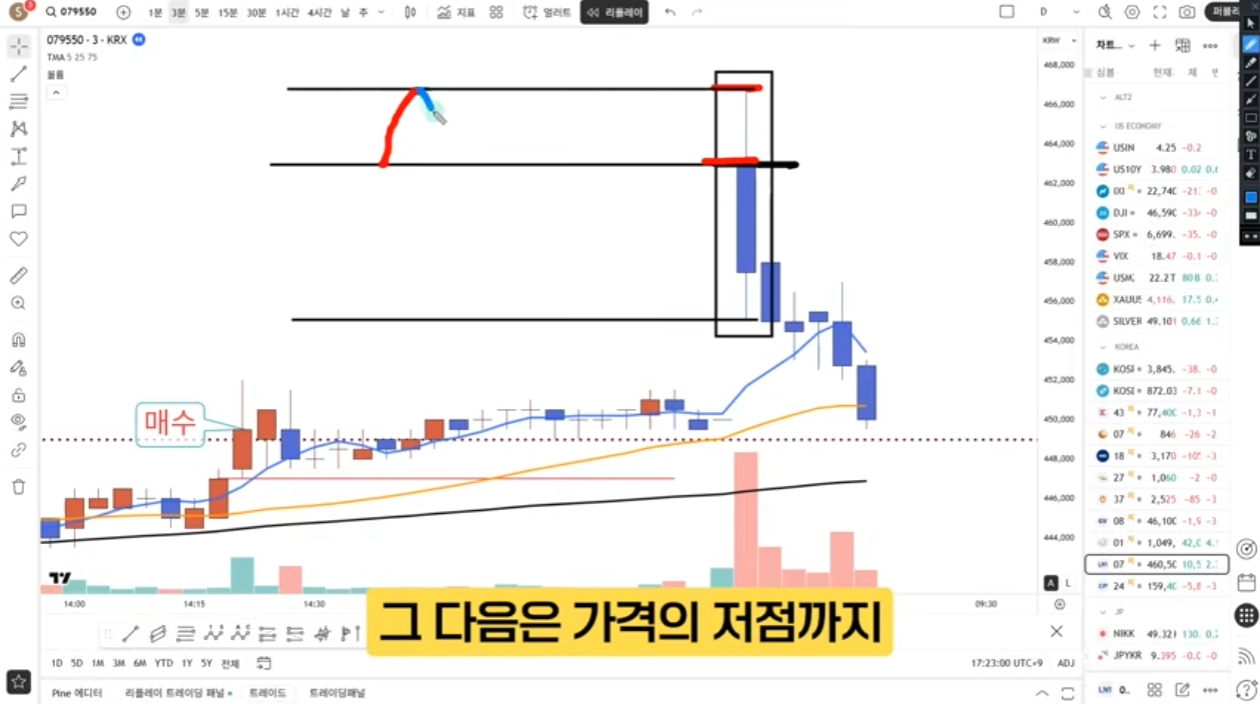 S 3 079550 1분 3분 5분 15분 30분 1시간 4시간 날 주 지표 얼러트 리플레이 D 퍼블리
079550 · 3 · KRX
TMA 5 25 75
볼륨
KRW
468,000
466,000
464,000
462,000
460,000
458,000
456,000
454,000
452,000
450,000
448,000
446,000
444,000
매수
A L
14:00 14:15 14:30 09:30
그 다음은 가격의 저점까지
1D 5D 1M 3M 6M YTD 1Y 5Y 전체 17:23:00 UTC+9 ADJ
Pine 에디터 리플레이 트레이딩 패널 트레이드 트레이딩패널
차트...
심볼 현재. 체 변
ALT2
US ECONOMY
USIN 4.25 -0.2
US10Y 3.980 0.02 0.6
IXI 22,740 -21 -0
DJI 46,590 -334 -0
SPX 6,699. -35. -0
VIX 18.47 -0.1 -0
USM2 22.2T 80B 0.3
XAUUS 4,116. 17.5 0.4
SILVER 49.101 0.66 1.3
KOREA
KOSI 3,845. -38. -0
KOSI 872.03 -7.1 -0
43 77,400 -1,3 -1
07 846 -26 -2
18 3,170 -105 -3
27 1,060 -2 -0
37 2,525 -85 -3
08 46,100 -1,9 -3
01 1,049, 42,0 4.1
LN1 07 460,50 10,5 2.3
24 159,40 -5,8 -3
JP
NIKK 49,321 130. 0.2
JPYKR 9.395 -0.0 -0
LN1 0..